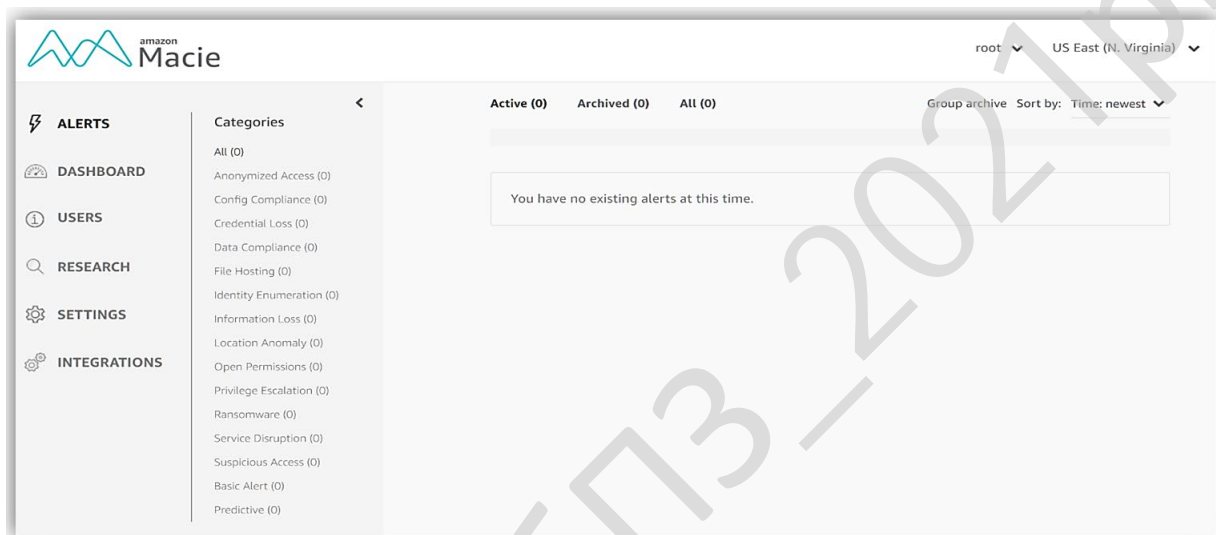 amazon
Macie
root
US East (N. Virginia)
ALERTS
DASHBOARD
USERS
RESEARCH
SETTINGS
INTEGRATIONS
Categories
All (0)
Anonymized Access (0)
Config Compliance (0)
Credential Loss (0)
Data Compliance (0)
File Hosting (0)
Identity Enumeration (0)
Information Loss (0)
Location Anomaly (0)
Open Permissions (0)
Privilege Escalation (0)
Ransomware (0)
Service Disruption (0)
Suspicious Access (0)
Basic Alert (0)
Predictive (0)
Active (0) Archived (0) All (0)
Group archive Sort by: Time: newest
You have no existing alerts at this time.